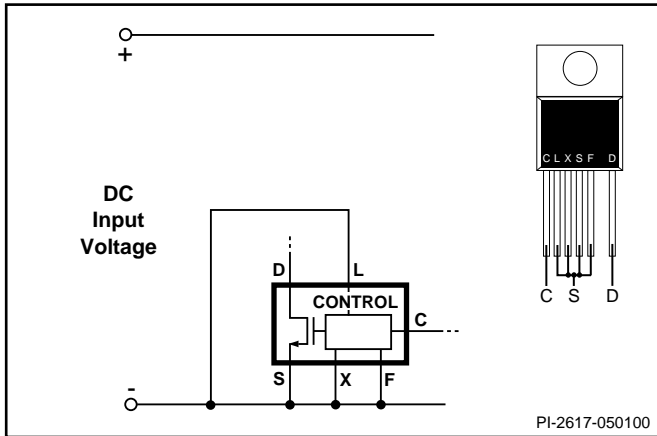 +
DC
Input
Voltage
D L
CONTROL
C
S X F
-
C L X S F D
C S D
PI-2617-050100